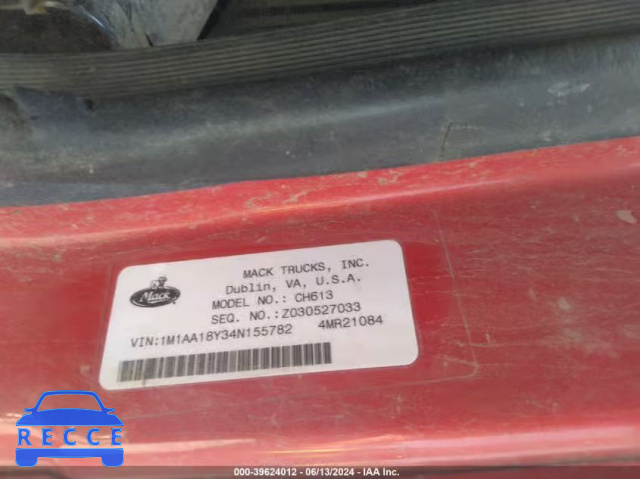 MACK TRUCKS, INC.
Dublin, VA, U.S.A.
MODEL NO.: CH613
SEQ. NO.:Z030527033
VIN:1M1AA18Y34N155782 4MR21084
Mack
RECCE
000-39624012 - 06/13/2024 - IAA Inc.